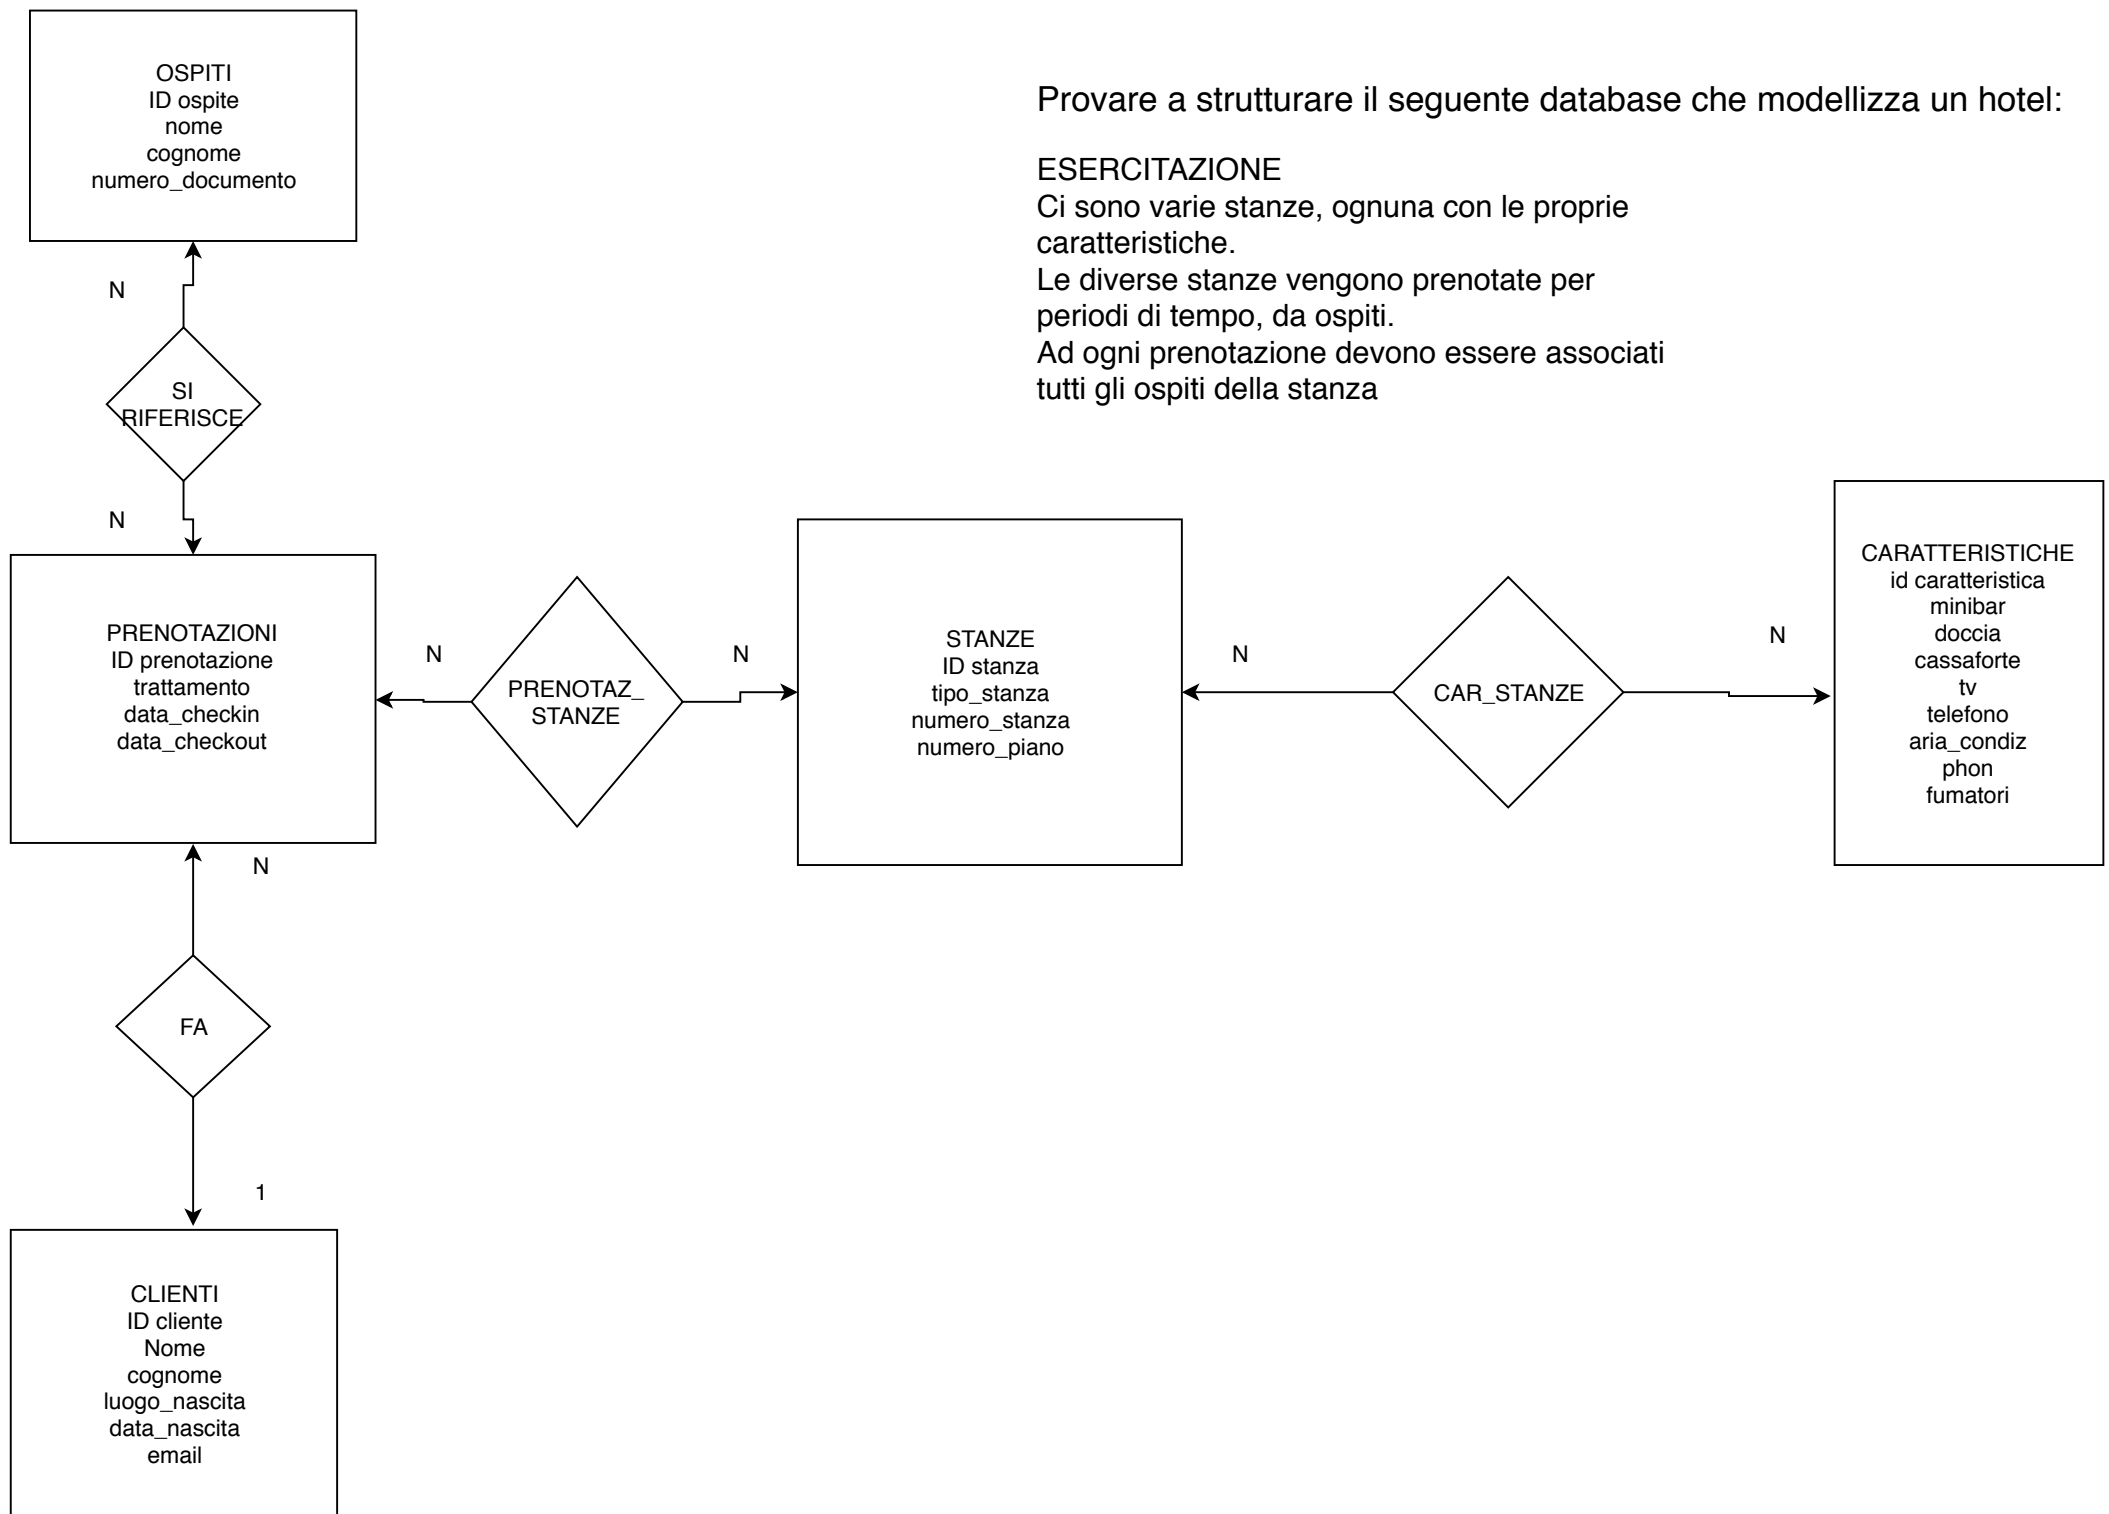 OSPITI
ID ospite
nome
cognome
numero_documento
Provare a strutturare il seguente database che modellizza un hotel:
ESERCITAZIONE
Ci sono varie stanze, ognuna con le proprie
caratteristiche.
Le diverse stanze vengono prenotate per
periodi di tempo, da ospiti.
Ad ogni prenotazione devono essere associati
tutti gli ospiti della stanza
N
SI
RIFERISCE
N
PRENOTAZIONI
ID prenotazione
trattamento
data_checkin
data_checkout
N
PRENOTAZ_
STANZE
N
STANZE
ID stanza
tipo_stanza
numero_stanza
numero_piano
N
CAR_STANZE
N
CARATTERISTICHE
id caratteristica
minibar
doccia
cassaforte
tv
telefono
aria_condiz
phon
fumatori
N
FA
1
CLIENTI
ID cliente
Nome
cognome
luogo_nascita
data_nascita
email